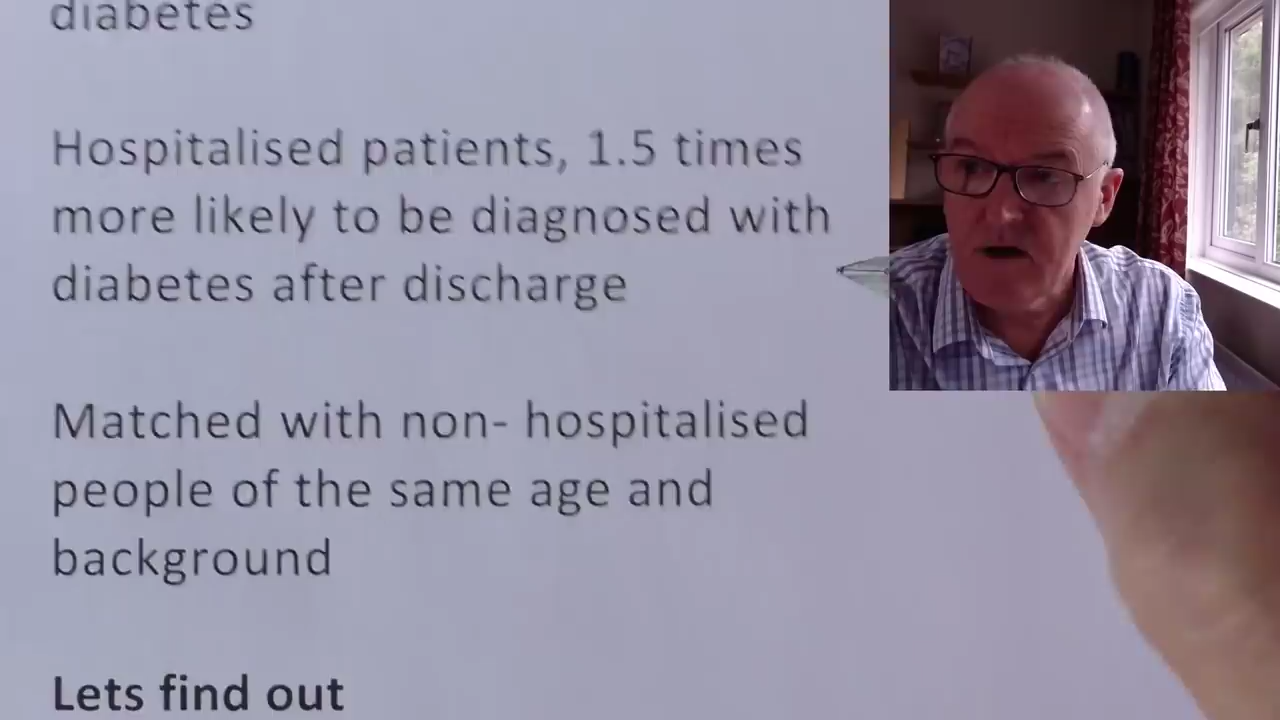 diabetes
Hospitalised patients, 1.5 times
more likely to be diagnosed with
diabetes after discharge
Matched with non- hospitalised
people of the same age and
background
Lets find out